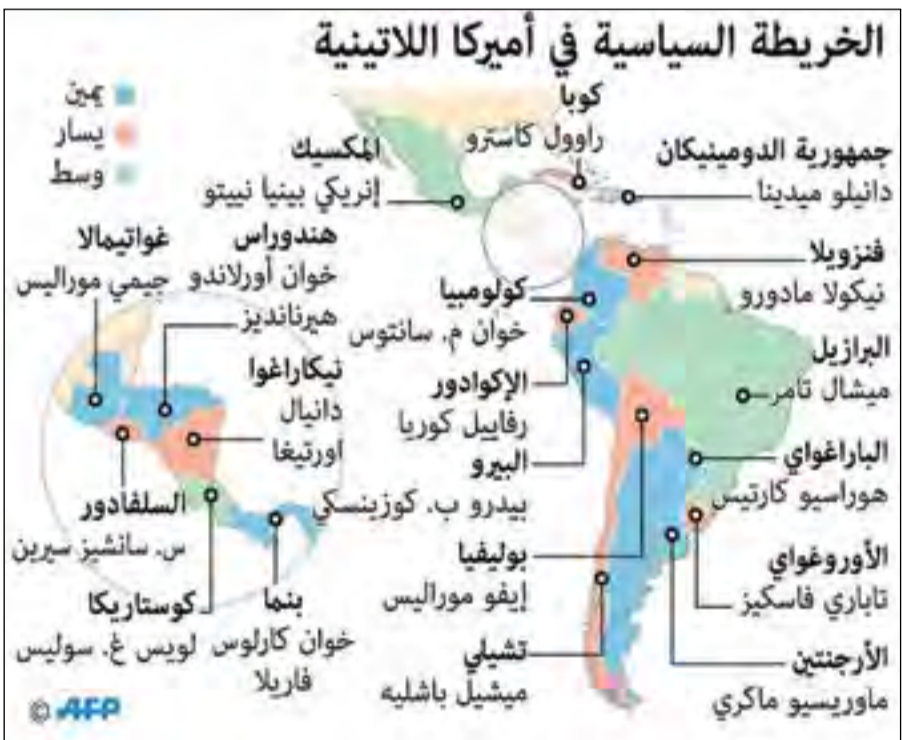 الخريطة السياسية في أميركا اللاتينية
يمين
يسار
وسط
كوبا
راوول كاسترو
جمهورية الدومينيكان
دانيلو ميدينا
المكسيك
إنريكي بينيا نييتو
فنزويلا
نيكولا مادورو
كولومبيا
خوان م. سانتوس
البرازيل
ميشال تامر
الإكوادور
رفاييل كوريا
البيرو
بيدرو ب. كوزينسكي
الباراغواي
هوراسيو كارتيس
بوليفيا
إيفو موراليس
الأوروغواي
تاباري فاسكيز
تشيلي
ميشيل باشليه
الأرجنتين
ماوريسيو ماكري
هندوراس
خوان أورلاندو
هيرنانديز
غواتيمالا
جيمي موراليس
نيكاراغوا
دانيال
اورتيغا
السلفادور
س. سانشيز سيرين
كوستاريكا
لويس غ. سوليس
بنما
خوان كارلوس
فاريلا
© AFP